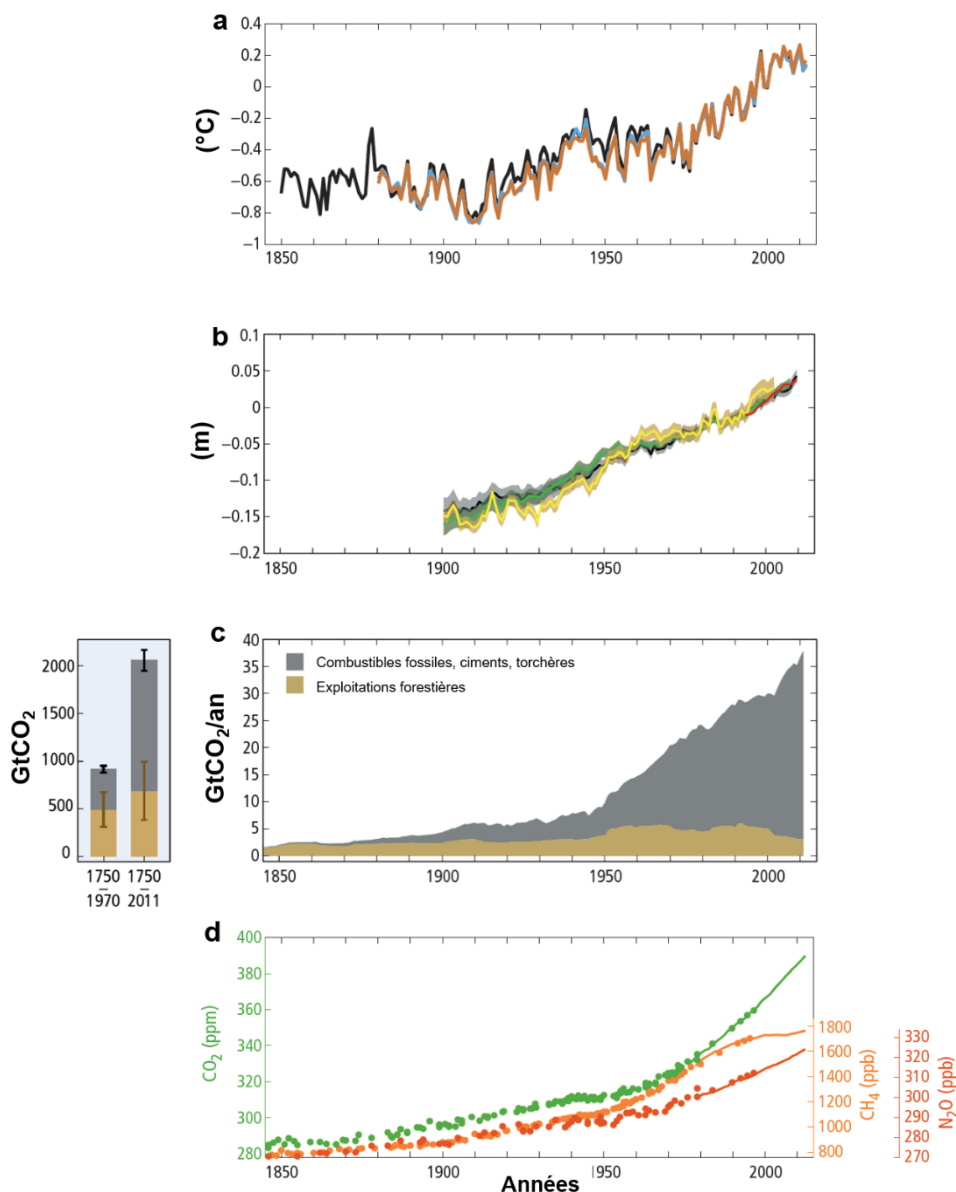 a
0.4
0.2
0
−0.2
−0.4
−0.6
−0.8
−1
(°C)
1850 1900 1950 2000
b
0.1
0.05
0
−0.05
−0.1
−0.15
−0.2
(m)
1850 1900 1950 2000
2000
1500
1000
500
0
GtCO2
1750 1750
– –
1970 2011
c
40
35
30
25
20
15
10
5
0
GtCO2/an
Combustibles fossiles, ciments, torchères
Exploitations forestières
1850 1900 1950 2000
d
400
380
360
340
320
300
280
CO2 (ppm)
1800
1600
1400
1200
1000
800
CH4 (ppb)
330
320
310
300
290
280
270
N2O (ppb)
1850 1900 1950 2000
Années